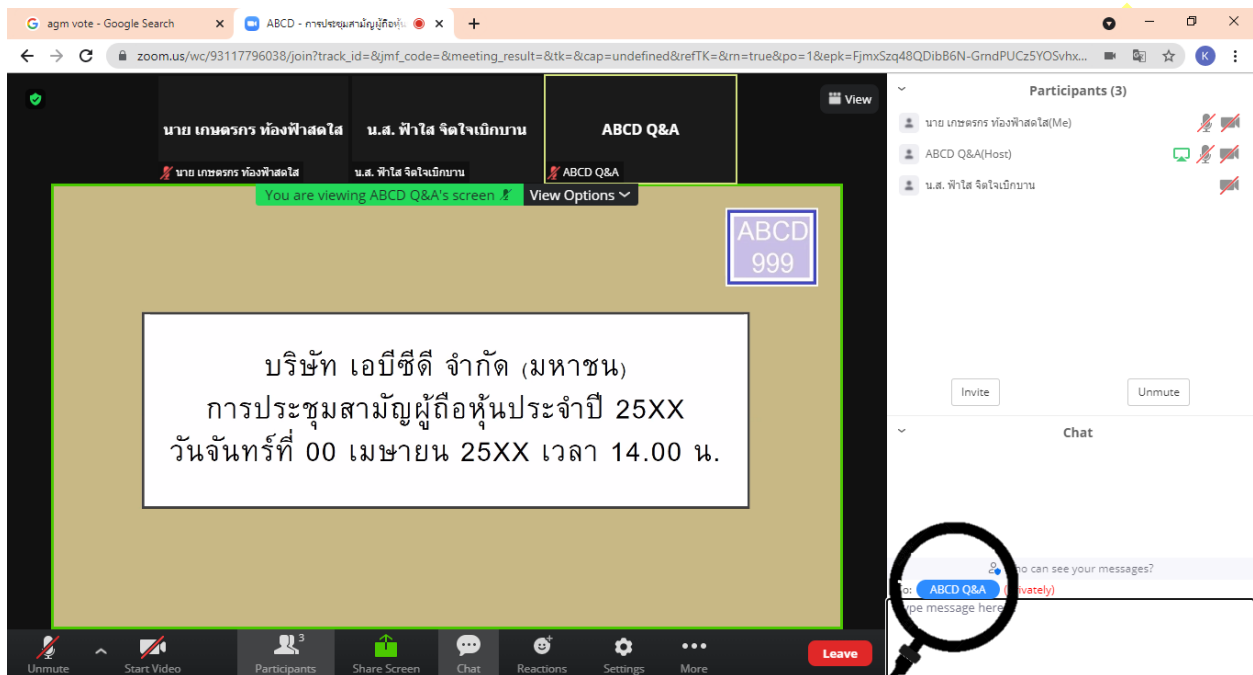 agm vote - Google Search
ABCD - การประชุมสามัญผู้ถือหุ้น
zoom.us/wc/93117796038/join?track_id=&jmf_code=&meeting_result=&tk=&cap=undefined&refTK=&rn=true&po=1&epk=FjmxSzq48QDibB6N-GrndPUCz5YOSvhx...
K
View
นาย เกษตรกร ท้องฟ้าสดใส
น.ส. ฟ้าใส จิตใจเบิกบาน
ABCD Q&A
นาย เกษตรกร ท้องฟ้าสดใส
น.ส. ฟ้าใส จิตใจเบิกบาน
ABCD Q&A
You are viewing ABCD Q&A's screen
View Options
ABCD
999
บริษัท เอบีซีดี จำกัด (มหาชน)
การประชุมสามัญผู้ถือหุ้นประจำปี 25XX
วันจันทร์ที่ 00 เมษายน 25XX เวลา 14.00 น.
Participants (3)
นาย เกษตรกร ท้องฟ้าสดใส(Me)
ABCD Q&A(Host)
น.ส. ฟ้าใส จิตใจเบิกบาน
Invite
Unmute
Chat
can see your messages?
ABCD Q&A
message here
Unmute
Start Video
3
Participants
Share Screen
Chat
Reactions
Settings
More
Leave